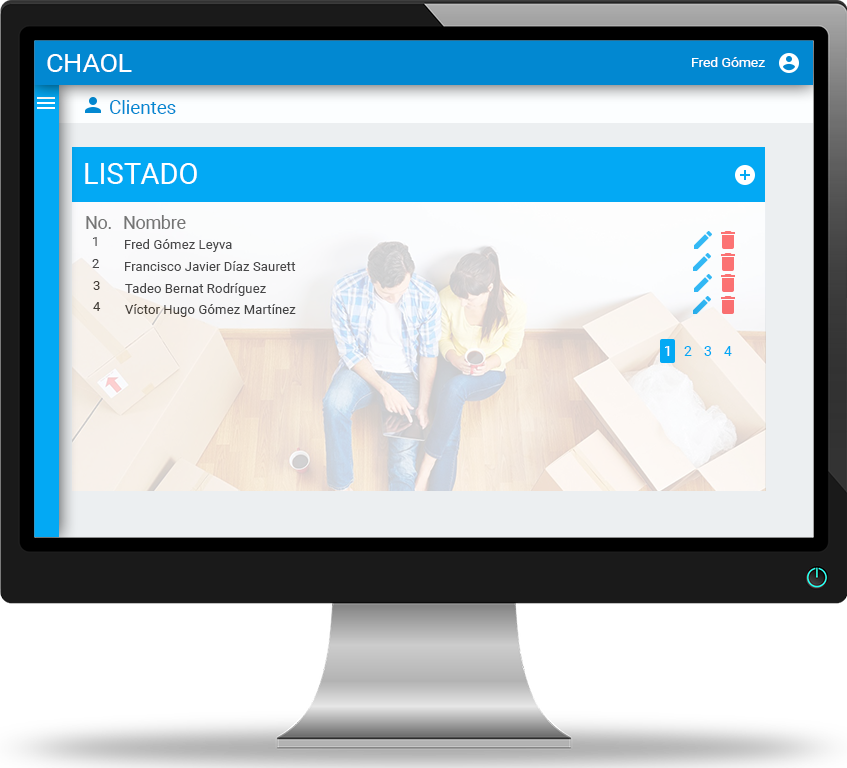 CHAOL
Fred Gómez
Clientes
LISTADO
No. Nombre
1 Fred Gómez Leyva
2 Francisco Javier Díaz Saurett
3 Tadeo Bernat Rodríguez
4 Víctor Hugo Gómez Martínez
1 2 3 4